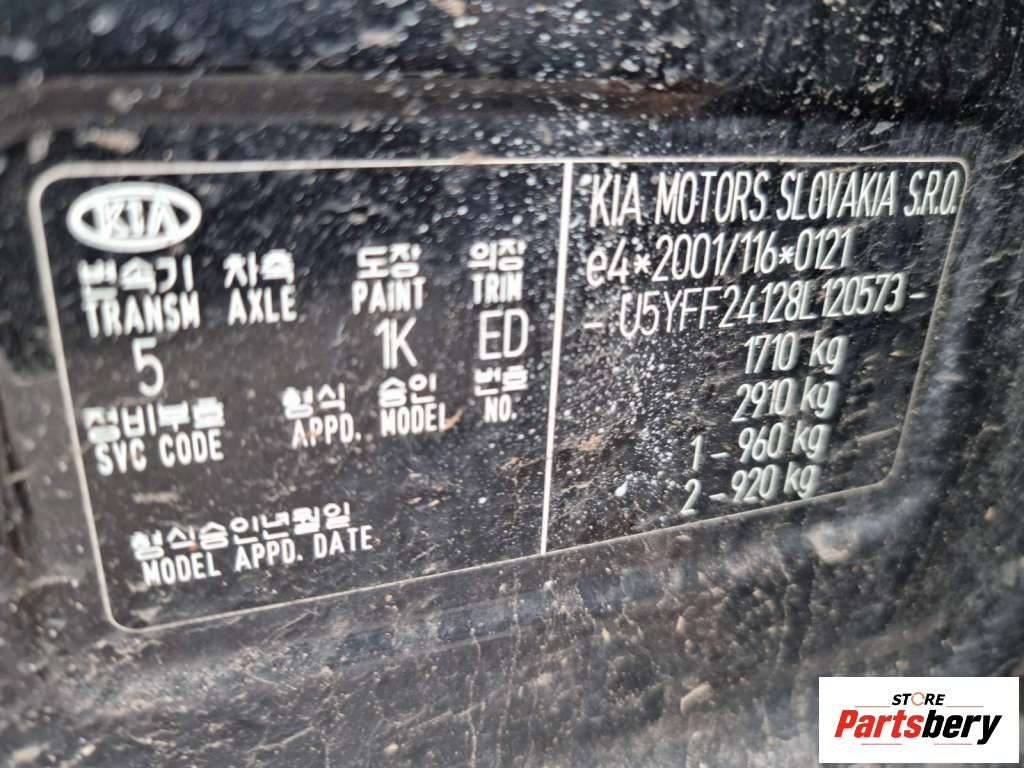 KIA
변속기 차축 도장 의장
TRANSM AXLE PAINT TRIM
5 1K ED
정비부호 형식 승인 번호
SVC CODE APPD. MODEL NO.
형식승인년월일
MODEL APPD. DATE
KIA MOTORS SLOVAKIA S.R.O.
e4*2001/116*0121
- U5YFF24128L120573 -
1710 kg
2910 kg
1 - 960 kg
2 - 920 kg
STORE
Partsbery